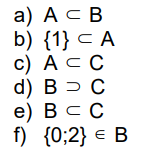 a) A ⊂ B
b) {1} ⊂ A
c) A ⊂ C
d) B ⊃ C
e) B ⊂ C
f) {0;2} ∊ B